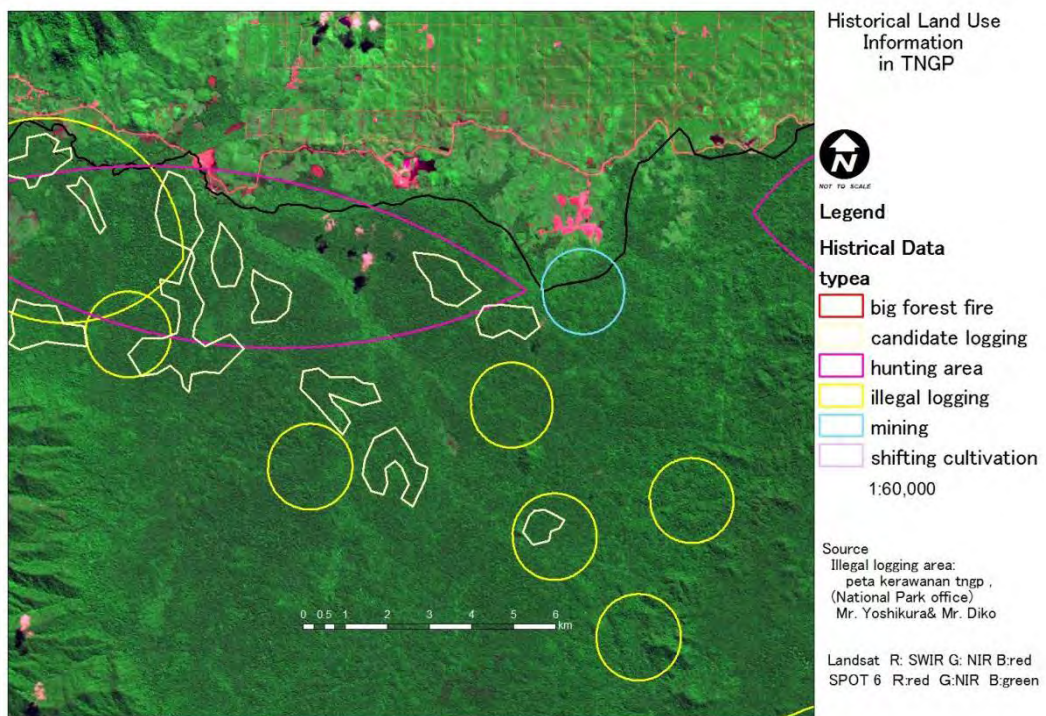 Historical Land Use
Information
in TNGP
N
NOT TO SCALE
Legend
Histrical Data
typea
big forest fire
candidate logging
hunting area
illegal logging
mining
shifting cultivation
1:60,000
Source
Illegal logging area:
peta kerawanan tngp ,
(National Park office)
Mr. Yoshikura& Mr. Diko
Landsat R: SWIR G: NIR B:red
SPOT 6 R:red G:NIR B:green
0 0.5 1 2 3 4 5 6
km